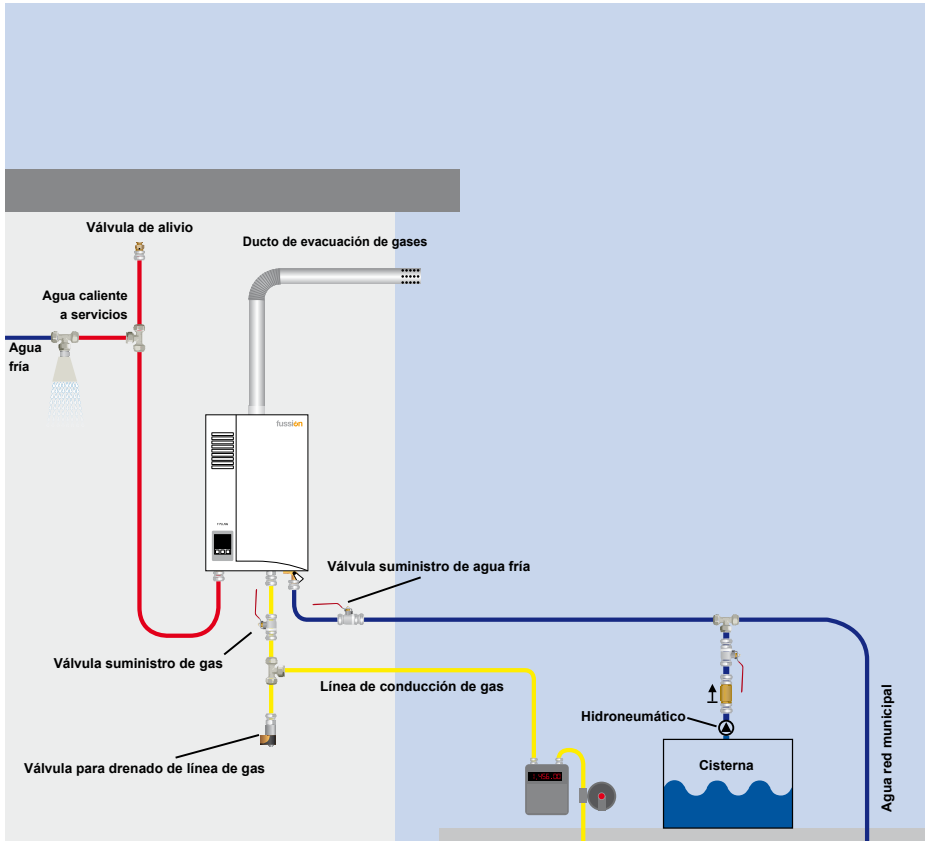 Válvula de alivio
Ducto de evacuación de gases
Agua caliente
a servicios
Agua
fría
fussion
Válvula suministro de agua fría
Válvula suministro de gas
Línea de conducción de gas
Hidroneumático
Válvula para drenado de línea de gas
Cisterna
Agua red municipal